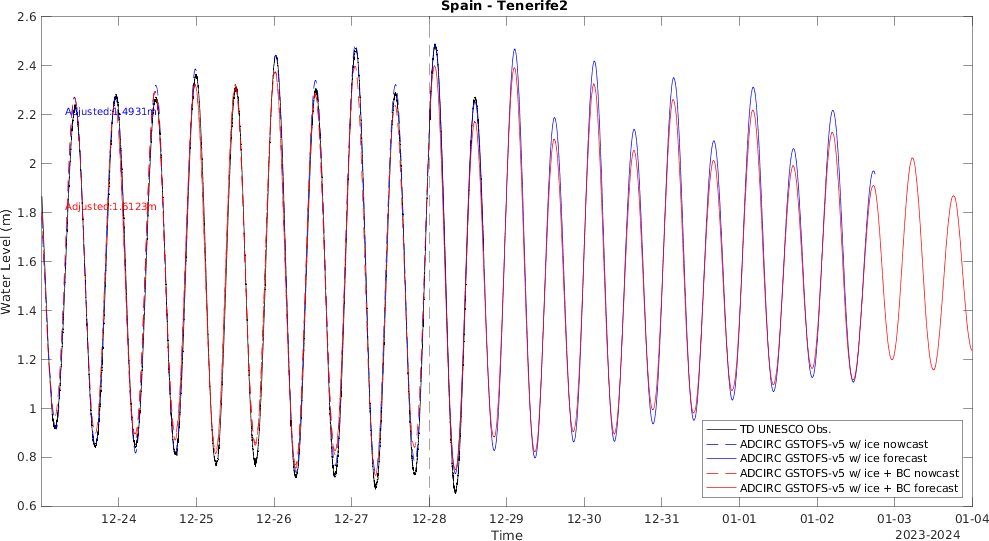 Spain - Tenerife2
2.6
2.4
2.2
2
1.8
1.6
1.4
1.2
1
0.8
0.6
Water Level (m)
Adjusted:1.4931m
Adjusted:1.6123m
TD UNESCO Obs.
ADCIRC GSTOFS-v5 w/ ice nowcast
ADCIRC GSTOFS-v5 w/ ice forecast
ADCIRC GSTOFS-v5 w/ ice + BC nowcast
ADCIRC GSTOFS-v5 w/ ice + BC forecast
12-24 12-25 12-26 12-27 12-28 12-29 12-30 12-31 01-01 01-02 01-03 01-04
Time
2023-2024